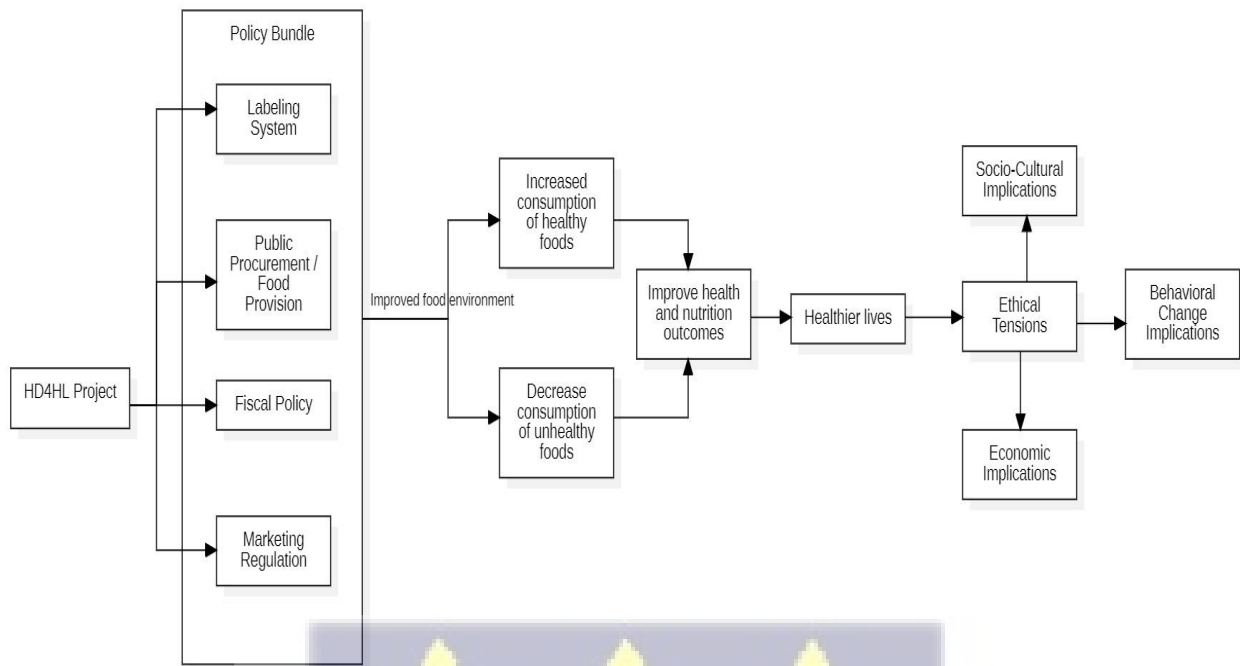 Policy Bundle
Labeling
System
Public
Procurement /
Food
Provision
HD4HL Project
Fiscal Policy
Marketing
Regulation
Improved food environment
Increased
consumption
of healthy
foods
Decrease
consumption
of unhealthy
foods
Improve health
and nutrition
outcomes
Healthier lives
Socio-Cultural
Implications
Ethical
Tensions
Behavioral
Change
Implications
Economic
Implications